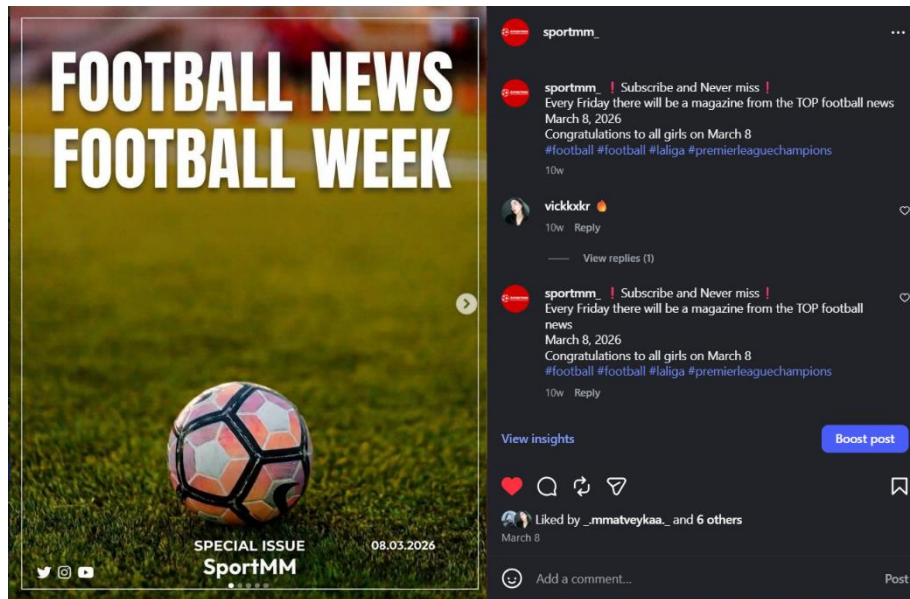 FOOTBALL NEWS
FOOTBALL WEEK
SPECIAL ISSUE
SportMM
08.03.2026
sportmm_
sportmm_ ❗ Subscribe and Never miss❗
Every Friday there will be a magazine from the TOP football news
March 8, 2026
Congratulations to all girls on March 8
#football #football #laliga #premierleaguechampions
10w
vickkxkr 🔥
10w Reply
View replies (1)
sportmm_ ❗ Subscribe and Never miss❗
Every Friday there will be a magazine from the TOP football
news
March 8, 2026
Congratulations to all girls on March 8
#football #football #laliga #premierleaguechampions
10w Reply
View insights
Boost post
Liked by _.mmatveykaa._ and 6 others
March 8
Add a comment...
Post